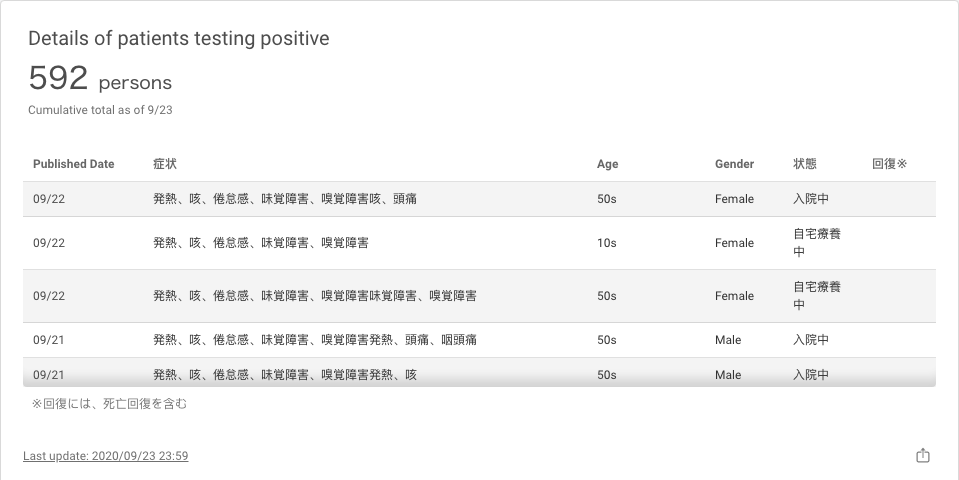 Details of patients testing positive
592 persons
Cumulative total as of 9/23
Published Date 症状 Age Gender 状態 回復※
09/22 発熱、咳、倦怠感、味覚障害、嗅覚障害咳、頭痛 50s Female 入院中
09/22 発熱、咳、倦怠感、味覚障害、嗅覚障害 10s Female 自宅療養
中
09/22 発熱、咳、倦怠感、味覚障害、嗅覚障害味覚障害、嗅覚障害 50s Female 自宅療養
中
09/21 発熱、咳、倦怠感、味覚障害、嗅覚障害発熱、頭痛、咽頭痛 50s Male 入院中
09/21 発熱、咳、倦怠感、味覚障害、嗅覚障害発熱、咳 50s Male 入院中
※回復には、死亡回復を含む
Last update: 2020/09/23 23:59